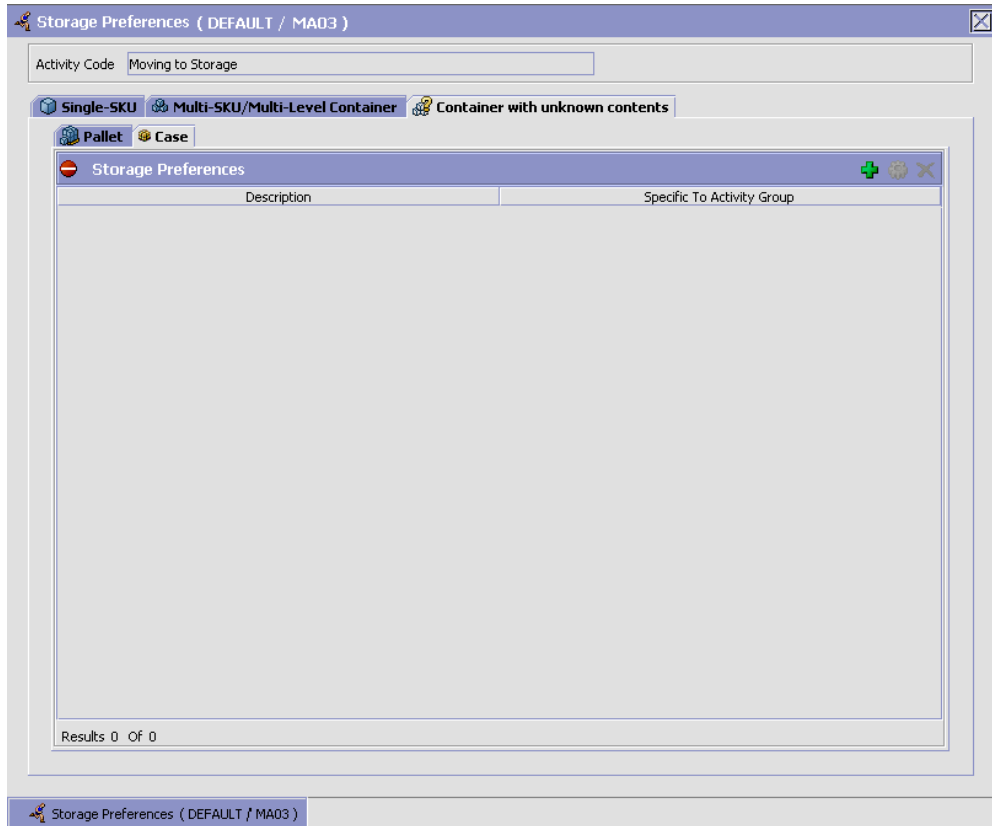 Storage Preferences ( DEFAULT / MA03 )
Activity Code Moving to Storage
Single-SKU Multi-SKU/Multi-Level Container Container with unknown contents
Pallet Case
Storage Preferences
Description Specific To Activity Group
Results 0 Of 0
Storage Preferences ( DEFAULT / MA03 )